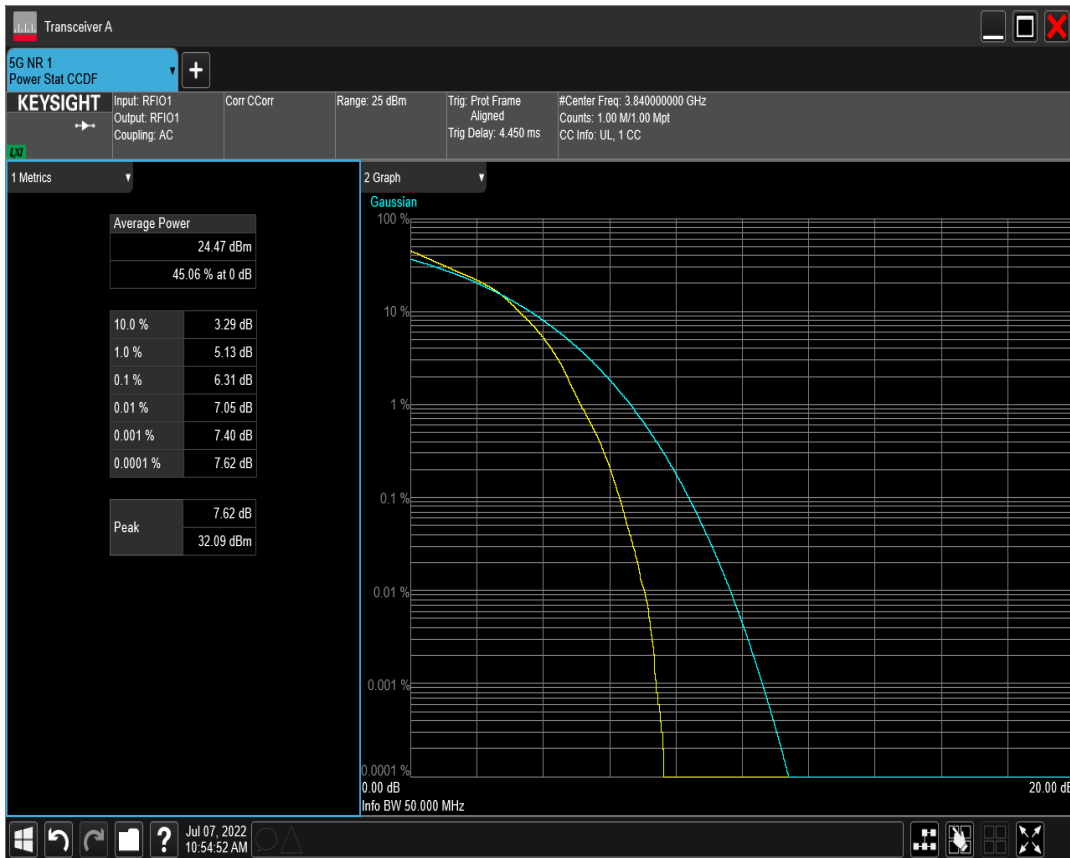 Transceiver A
5G NR 1
Power Stat CCDF
KEYSIGHT
LXI
Input: RFIO1
Output: RFIO1
Coupling: AC
Corr CCorr
Range: 25 dBm
Trig: Prot Frame
Aligned
Trig Delay: 4.450 ms
#Center Freq: 3.840000000 GHz
Counts: 1.00 M/1.00 Mpt
CC Info: UL, 1 CC
1 Metrics
Average Power
24.47 dBm
45.06 % at 0 dB
10.0 % 3.29 dB
1.0 % 5.13 dB
0.1 % 6.31 dB
0.01 % 7.05 dB
0.001 % 7.40 dB
0.0001 % 7.62 dB
Peak
7.62 dB
32.09 dBm
2 Graph
Gaussian
100 %
10 %
1 %
0.1 %
0.01 %
0.001 %
0.0001 %
0.00 dB 20.00 dB
Info BW 50.000 MHz
?
Jul 07, 2022
10:54:52 AM